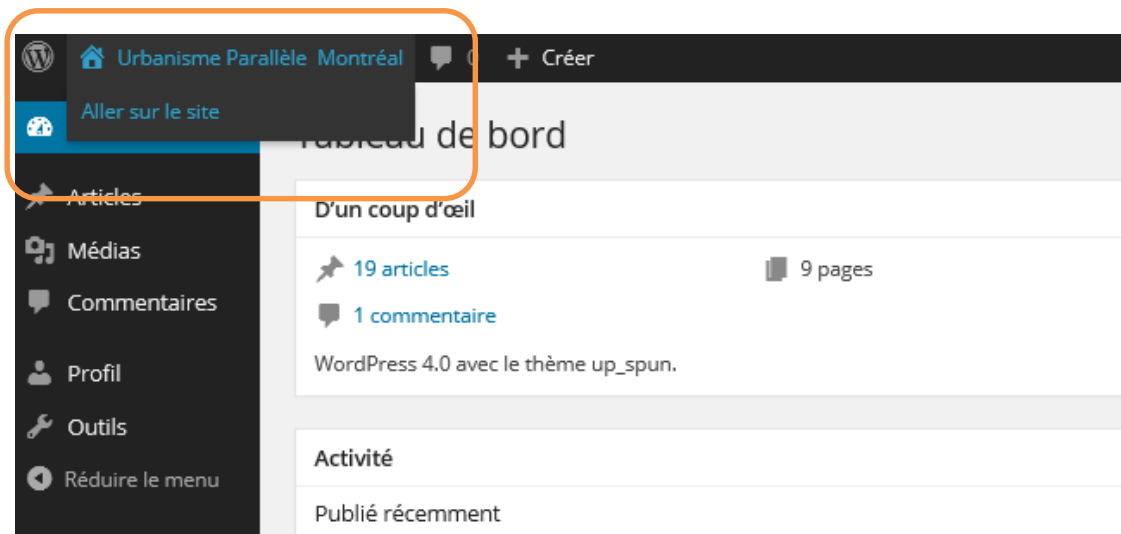 Urbanisme Parallèle Montréal 0 Créer
Aller sur le site
Tableau de bord
Articles
Médias
Commentaires
Profil
Outils
Réduire le menu
D'un coup d'œil
19 articles
9 pages
1 commentaire
WordPress 4.0 avec le thème up_spun.
Activité
Publié récemment